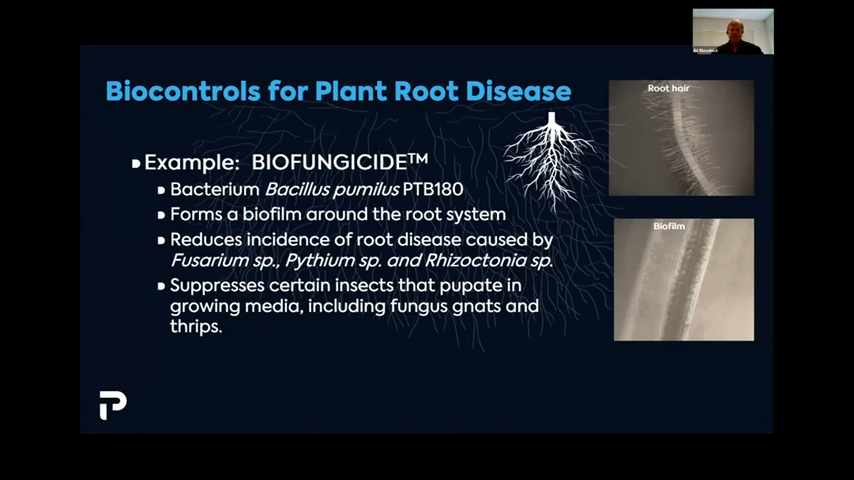 Biocontrols for Plant Root Disease
Example: BIOFUNGICIDE™
Bacterium Bacillus pumilus PTB180
Forms a biofilm around the root system
Reduces incidence of root disease caused by
Fusarium sp., Pythium sp. and Rhizoctonia sp.
Suppresses certain insects that pupate in
growing media, including fungus gnats and
thrips.
Root hair
Biofilm